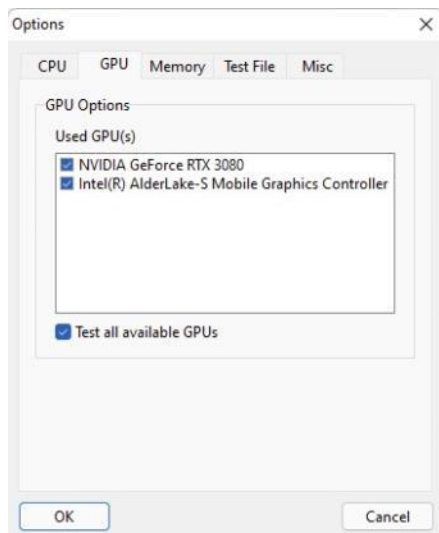 Options
CPU GPU Memory Test File Misc
GPU Options
Used GPU(s)
NVIDIA GeForce RTX 3080
Intel(R) AlderLake-S Mobile Graphics Controller
Test all available GPUs
OK Cancel